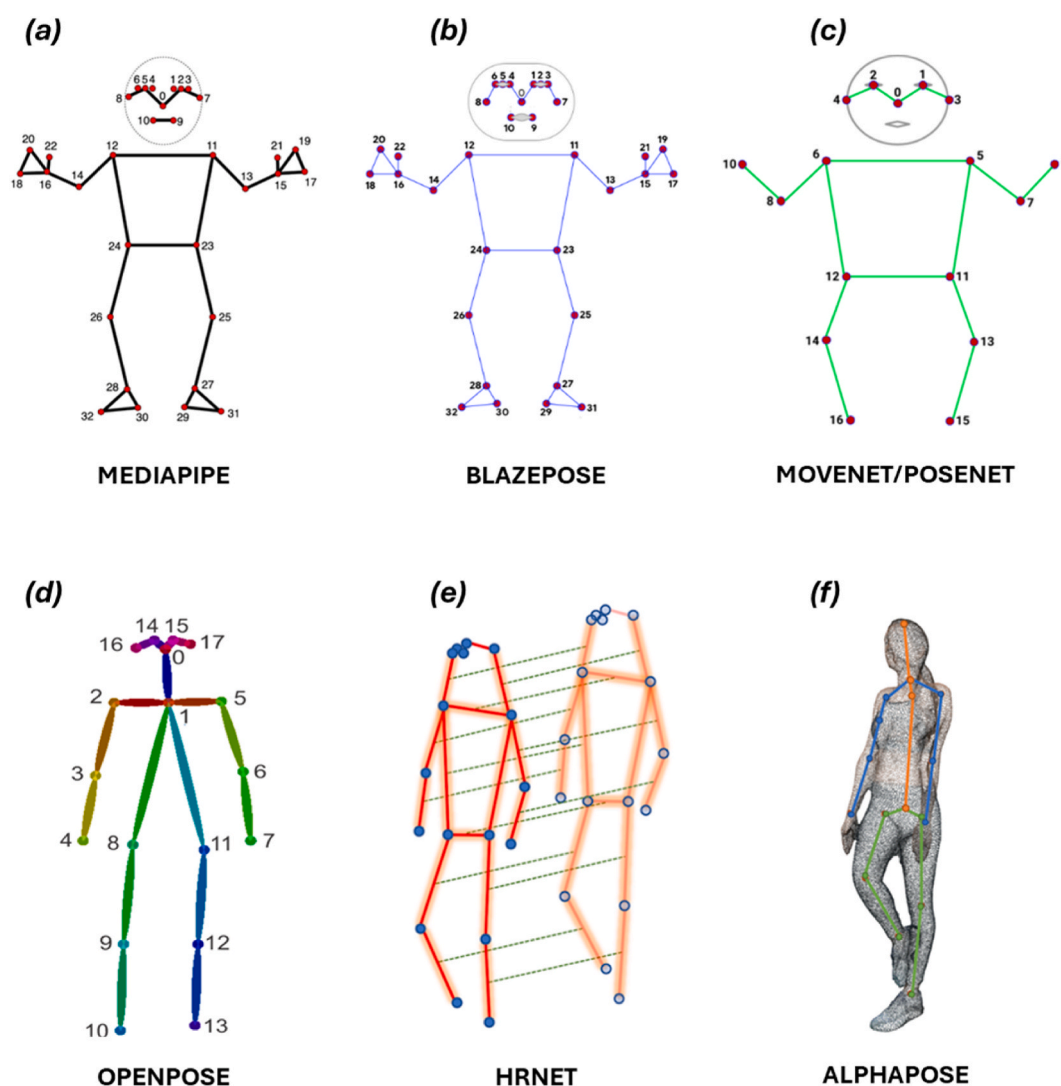 (a)
(b)
(c)
6 5 4 1 2 3
8 0 7
10 9
20 22 12 11 21 19
18 16 14 13 15 17
24 23
26 25
28 27
32 30 29 31
6 5 4 1 2 3
8 0 7
10 9
20 22 12 11 21 19
18 16 14 13 15 17
24 23
26 25
28 27
32 30 29 31
2 1
4 0 3
10 6 5
8 7
12 11
14 13
16 15
MEDIAPIPE
BLAZEPOSE
MOVENET/POSENET
(d)
(e)
(f)
14 15
16 0 17
2 1 5
3 6
4 8 11 7
9 12
10 13
OPENPOSE
HRNET
ALPHAPOSE